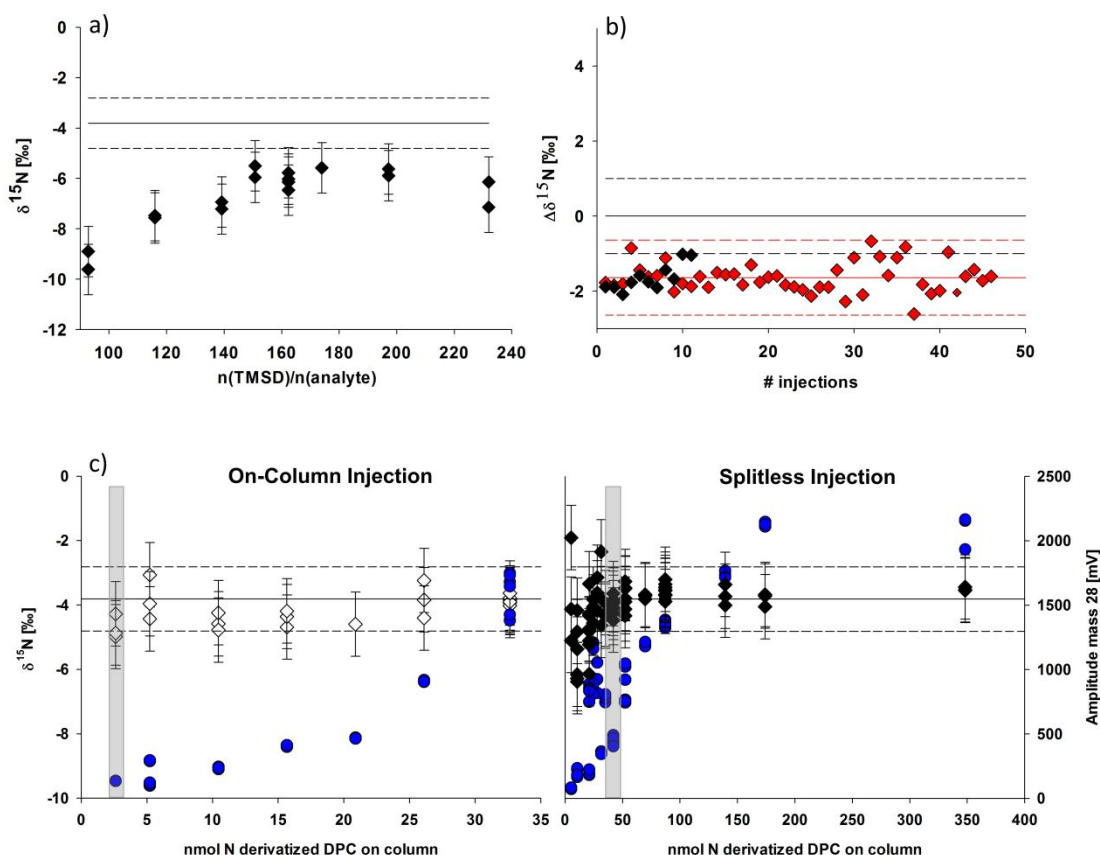 a)
0
-2
-4
-6
-8
-10
-12
δ ¹⁵N [‰]
100 120 140 160 180 200 220 240
n(TMSD)/n(analyte)
b)
4
2
0
-2
Δδ ¹⁵N [‰]
0 10 20 30 40 50
# injections
c)
On-Column Injection
0
-2
-4
-6
-8
-10
δ ¹⁵N [‰]
0 5 10 15 20 25 30 35
nmol N derivatized DPC on column
Splitless Injection
2500
2000
1500
1000
500
0
Amplitude mass 28 [mV]
0 50 100 150 200 250 300 350 400
nmol N derivatized DPC on column